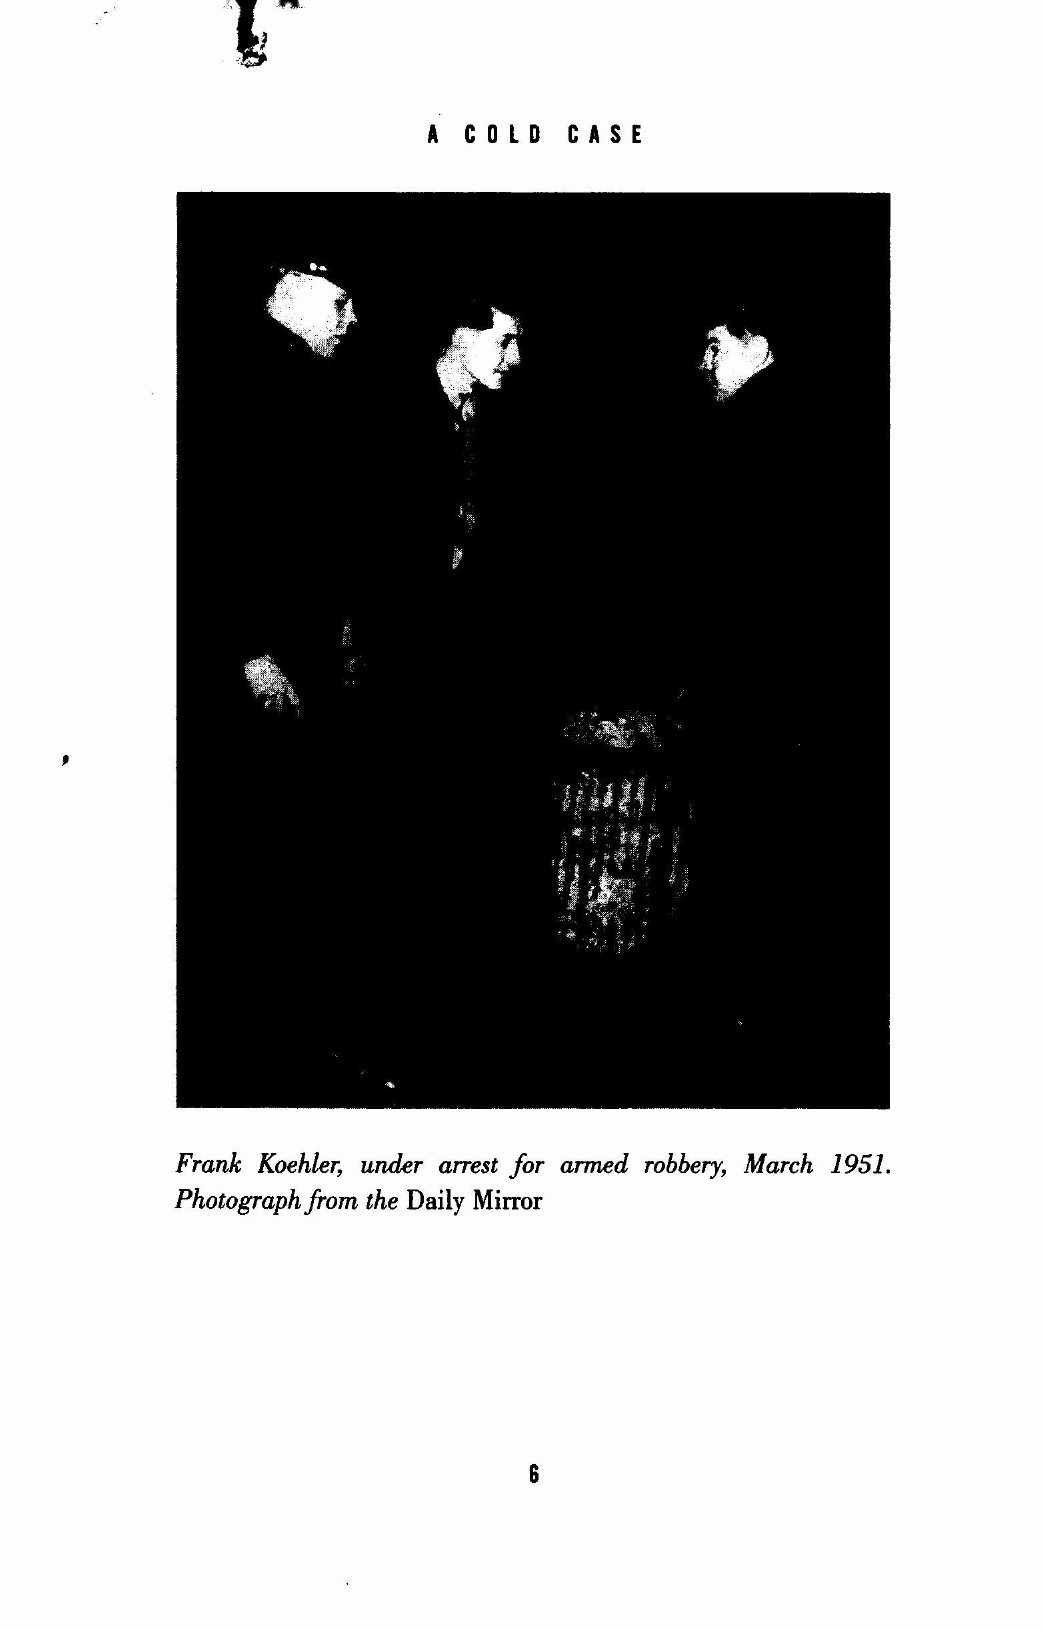 A COLD CASE
Frank Koehler, under arrest for armed robbery, March 1951.
Photograph from the Daily Mirror
6